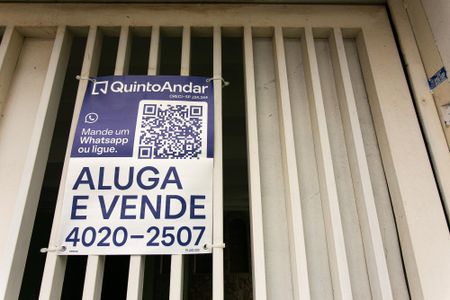 QuintoAndar
Mande um
Whatsapp
ou ligue.
ALUGA
E VENDE
4020-2507